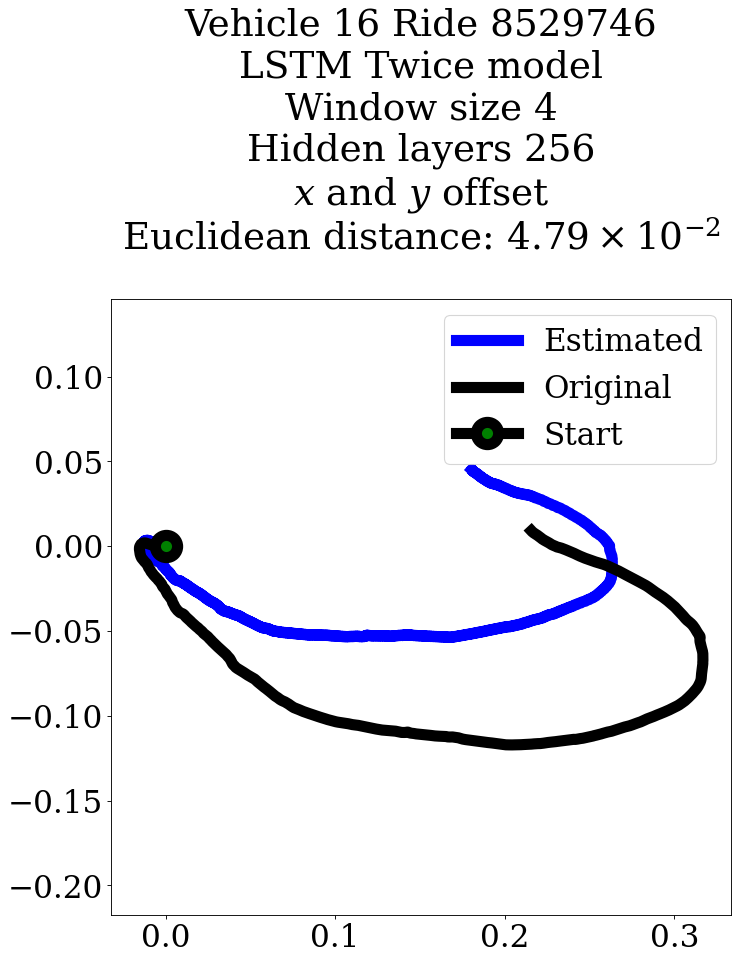 Vehicle 16 Ride 8529746
LSTM Twice model
Window size 4
Hidden layers 256
x and y offset
Euclidean distance: 4.79 × 10⁻²
Estimated
Original
Start
0.10
0.05
0.00
−0.05
−0.10
−0.15
−0.20
0.0 0.1 0.2 0.3